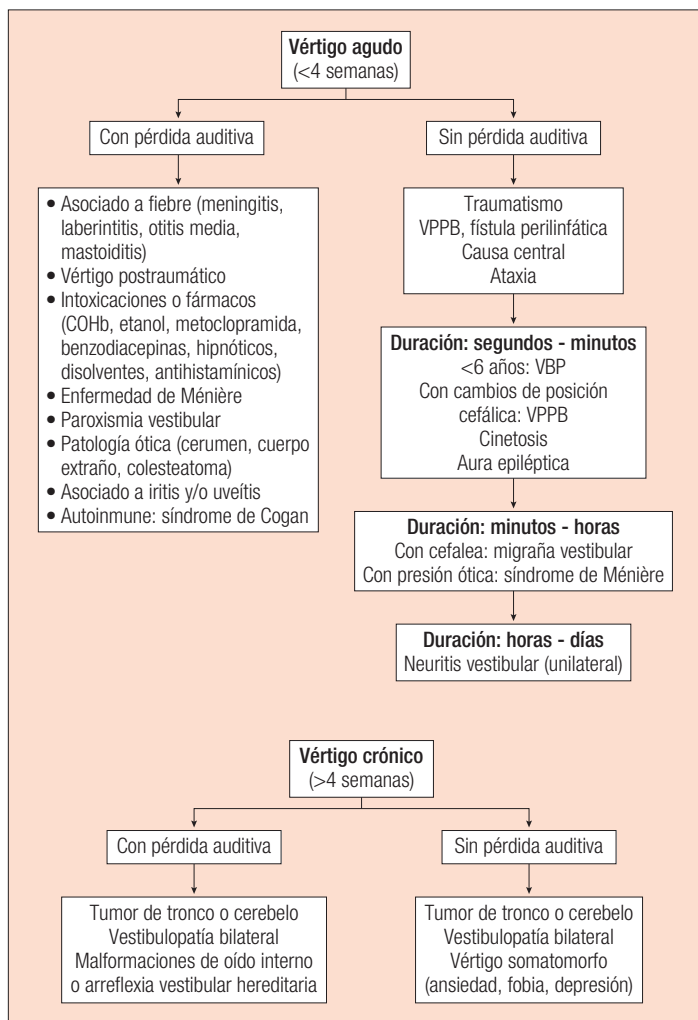 Vértigo agudo
(<4 semanas)
Con pérdida auditiva
Sin pérdida auditiva
• Asociado a fiebre (meningitis,
laberintitis, otitis media,
mastoiditis)
• Vértigo postraumático
• Intoxicaciones o fármacos
(COHb, etanol, metoclopramida,
benzodiacepinas, hipnóticos,
disolventes, antihistamínicos)
• Enfermedad de Ménière
• Paroxismia vestibular
• Patología ótica (cerumen, cuerpo
extraño, colesteatoma)
• Asociado a iritis y/o uveítis
• Autoinmune: síndrome de Cogan
Traumatismo
VPPB, fístula perilinfática
Causa central
Ataxia
Duración: segundos - minutos
<6 años: VBP
Con cambios de posición
cefálica: VPPB
Cinetosis
Aura epiléptica
Duración: minutos - horas
Con cefalea: migraña vestibular
Con presión ótica: síndrome de Ménière
Duración: horas - días
Neuritis vestibular (unilateral)
Vértigo crónico
(>4 semanas)
Con pérdida auditiva
Sin pérdida auditiva
Tumor de tronco o cerebelo
Vestibulopatía bilateral
Malformaciones de oído interno
o arreflexia vestibular hereditaria
Tumor de tronco o cerebelo
Vestibulopatía bilateral
Vértigo somatomorfo
(ansiedad, fobia, depresión)